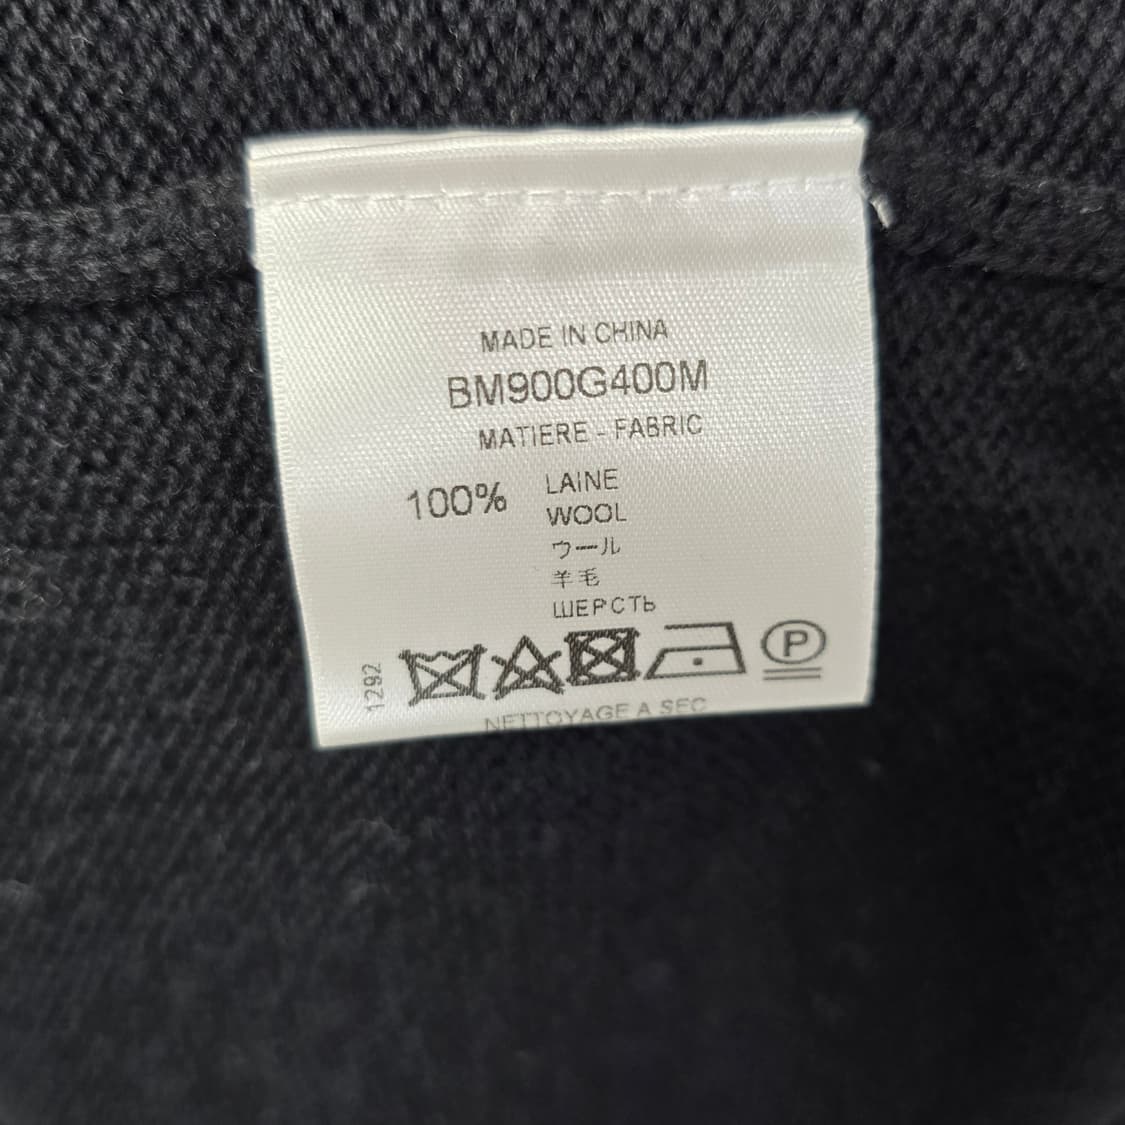 MADE IN CHINA
BM900G400M
MATIERE - FABRIC
100% LAINE
WOOL
ウール
羊毛
ШЕРСТЬ
1292
P
NETTOYAGE A SEC